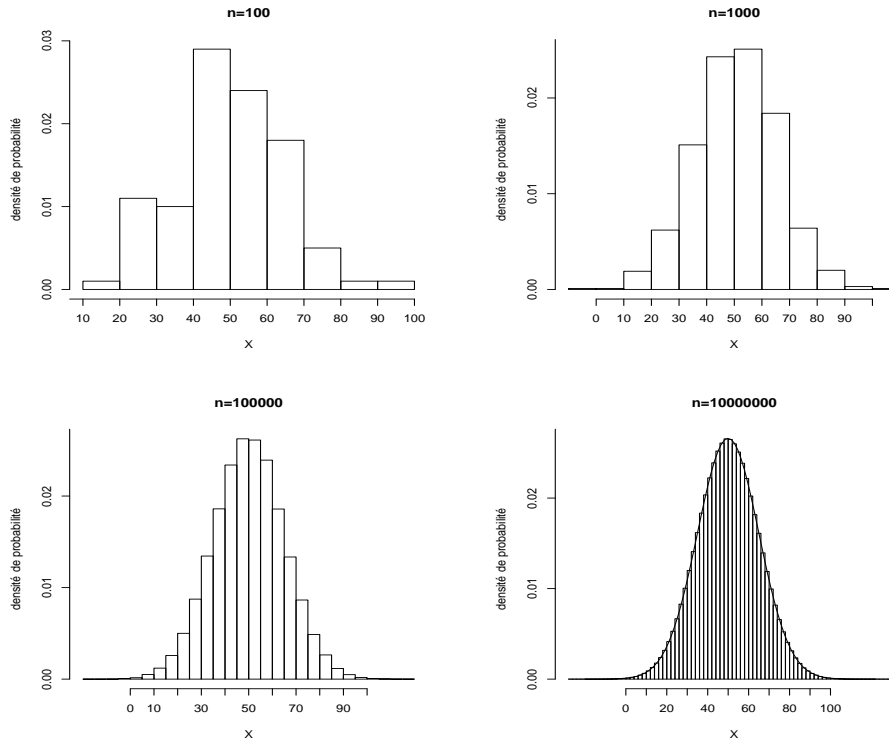 n=100
densité de probabilité
0.00 0.01 0.02 0.03
10 20 30 40 50 60 70 80 90 100
X
n=1000
densité de probabilité
0.00 0.01 0.02
0 10 20 30 40 50 60 70 80 90
X
n=100000
densité de probabilité
0.00 0.01 0.02
0 10 30 50 70 90
X
n=10000000
densité de probabilité
0.00 0.01 0.02
0 20 40 60 80 100
X